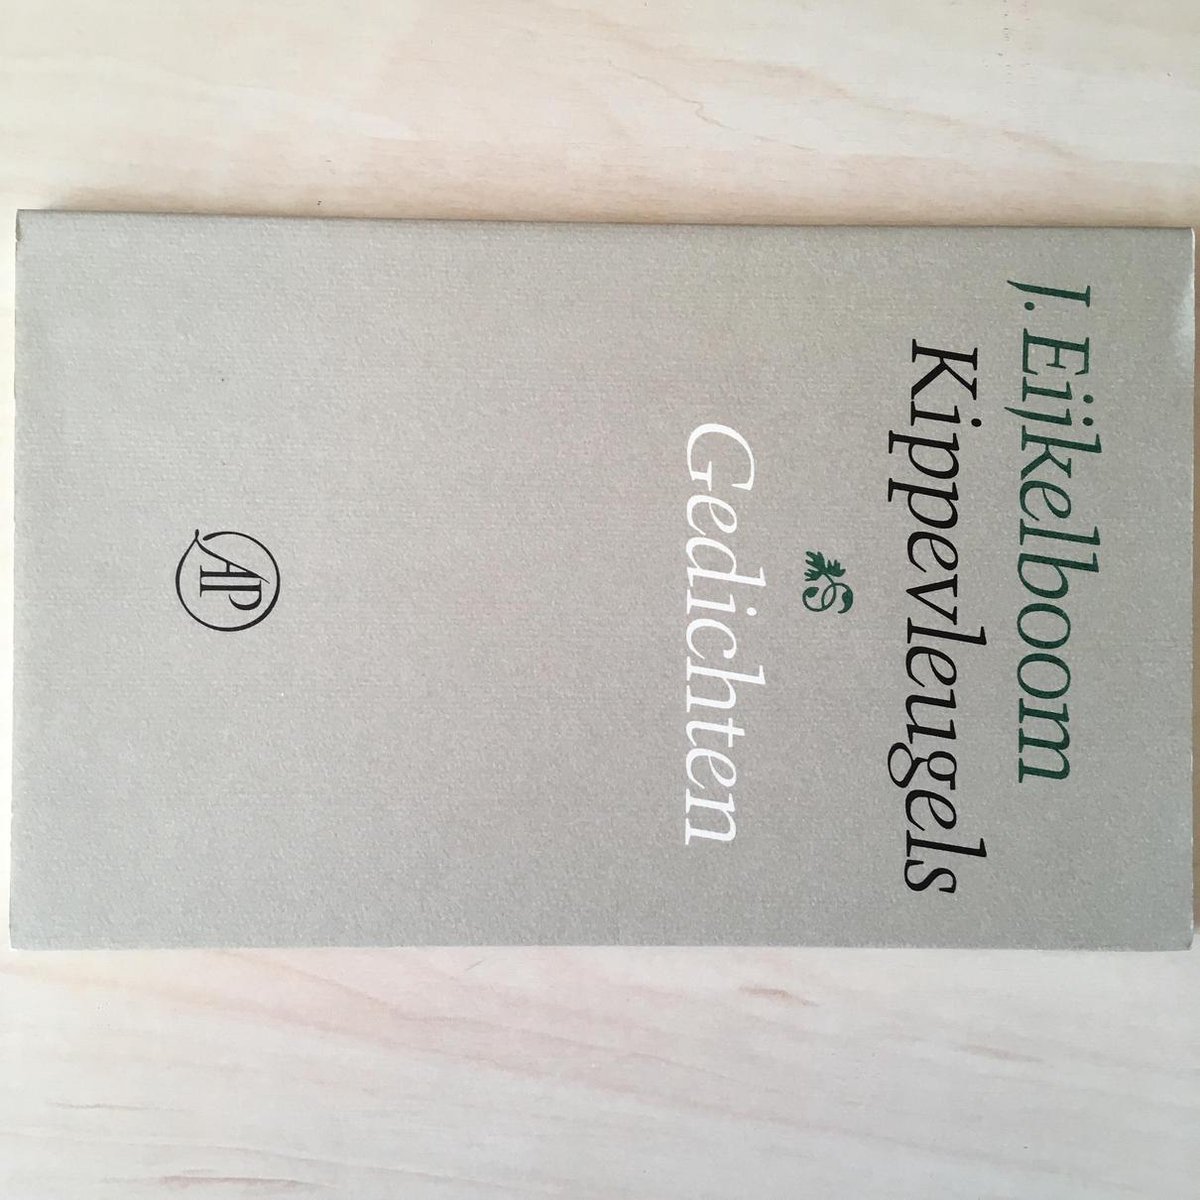 J. Eijkelboom
Kippevleugels
Gedichten
AP